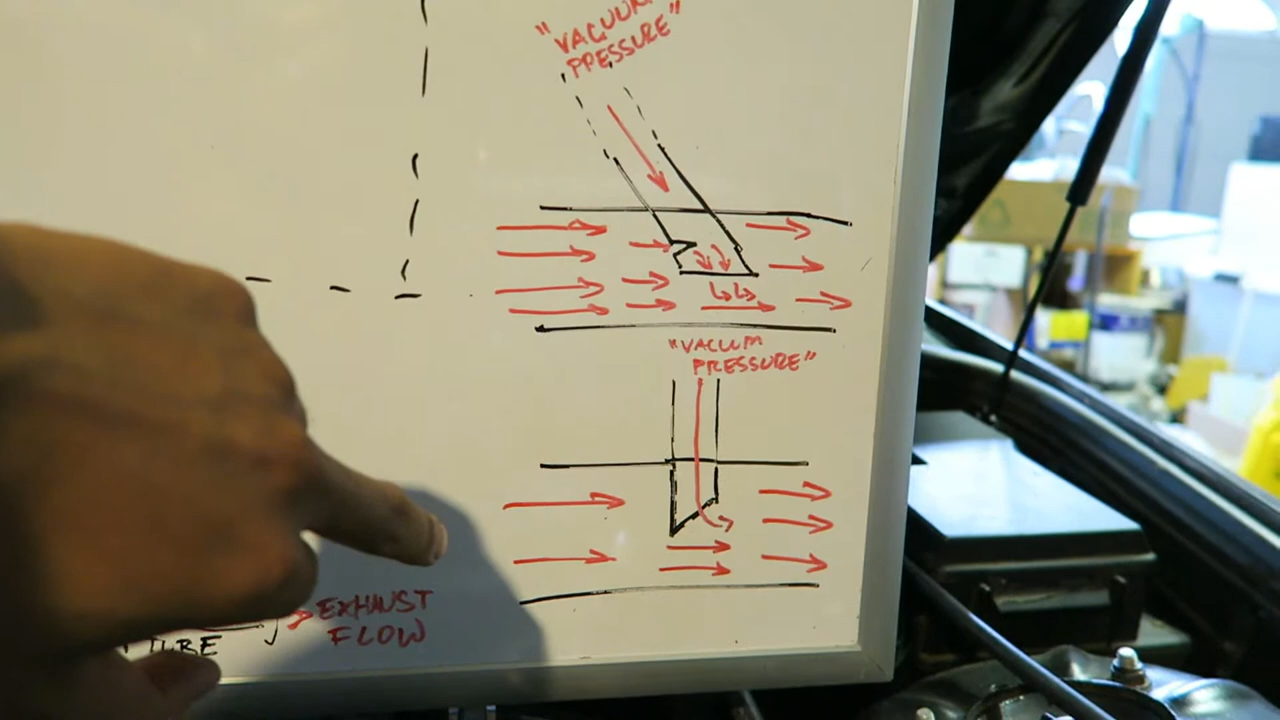 "VACUUM
PRESSURE"
"VACUUM
PRESSURE"
EXHAUST
FLOW